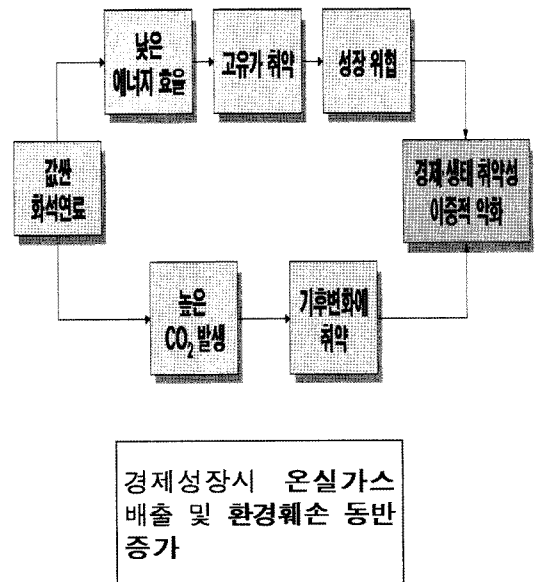 낮은
에너지 효율
고유가 취약
성장 위협
값싼
화석연료
경제·생태 취약성
이중적 악화
높은
CO₂ 발생
기후변화에
취약
경제성장시 온실가스
배출 및 환경훼손 동반
증가